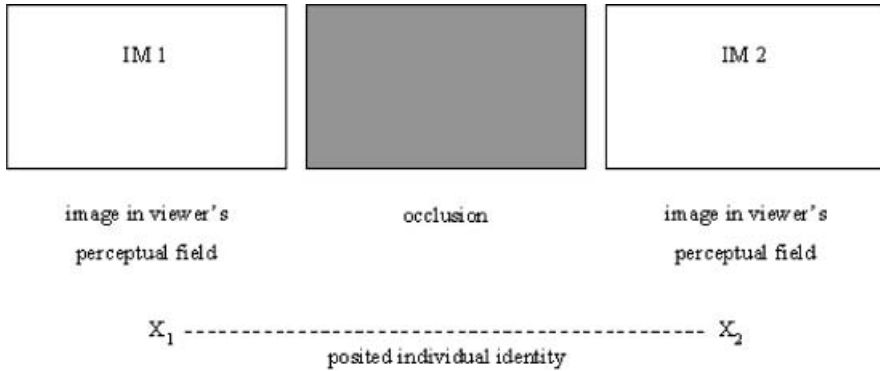 IM 1
IM 2
image in viewer's
perceptual field
occlusion
image in viewer's
perceptual field
X₁ X₂
posited individual identity